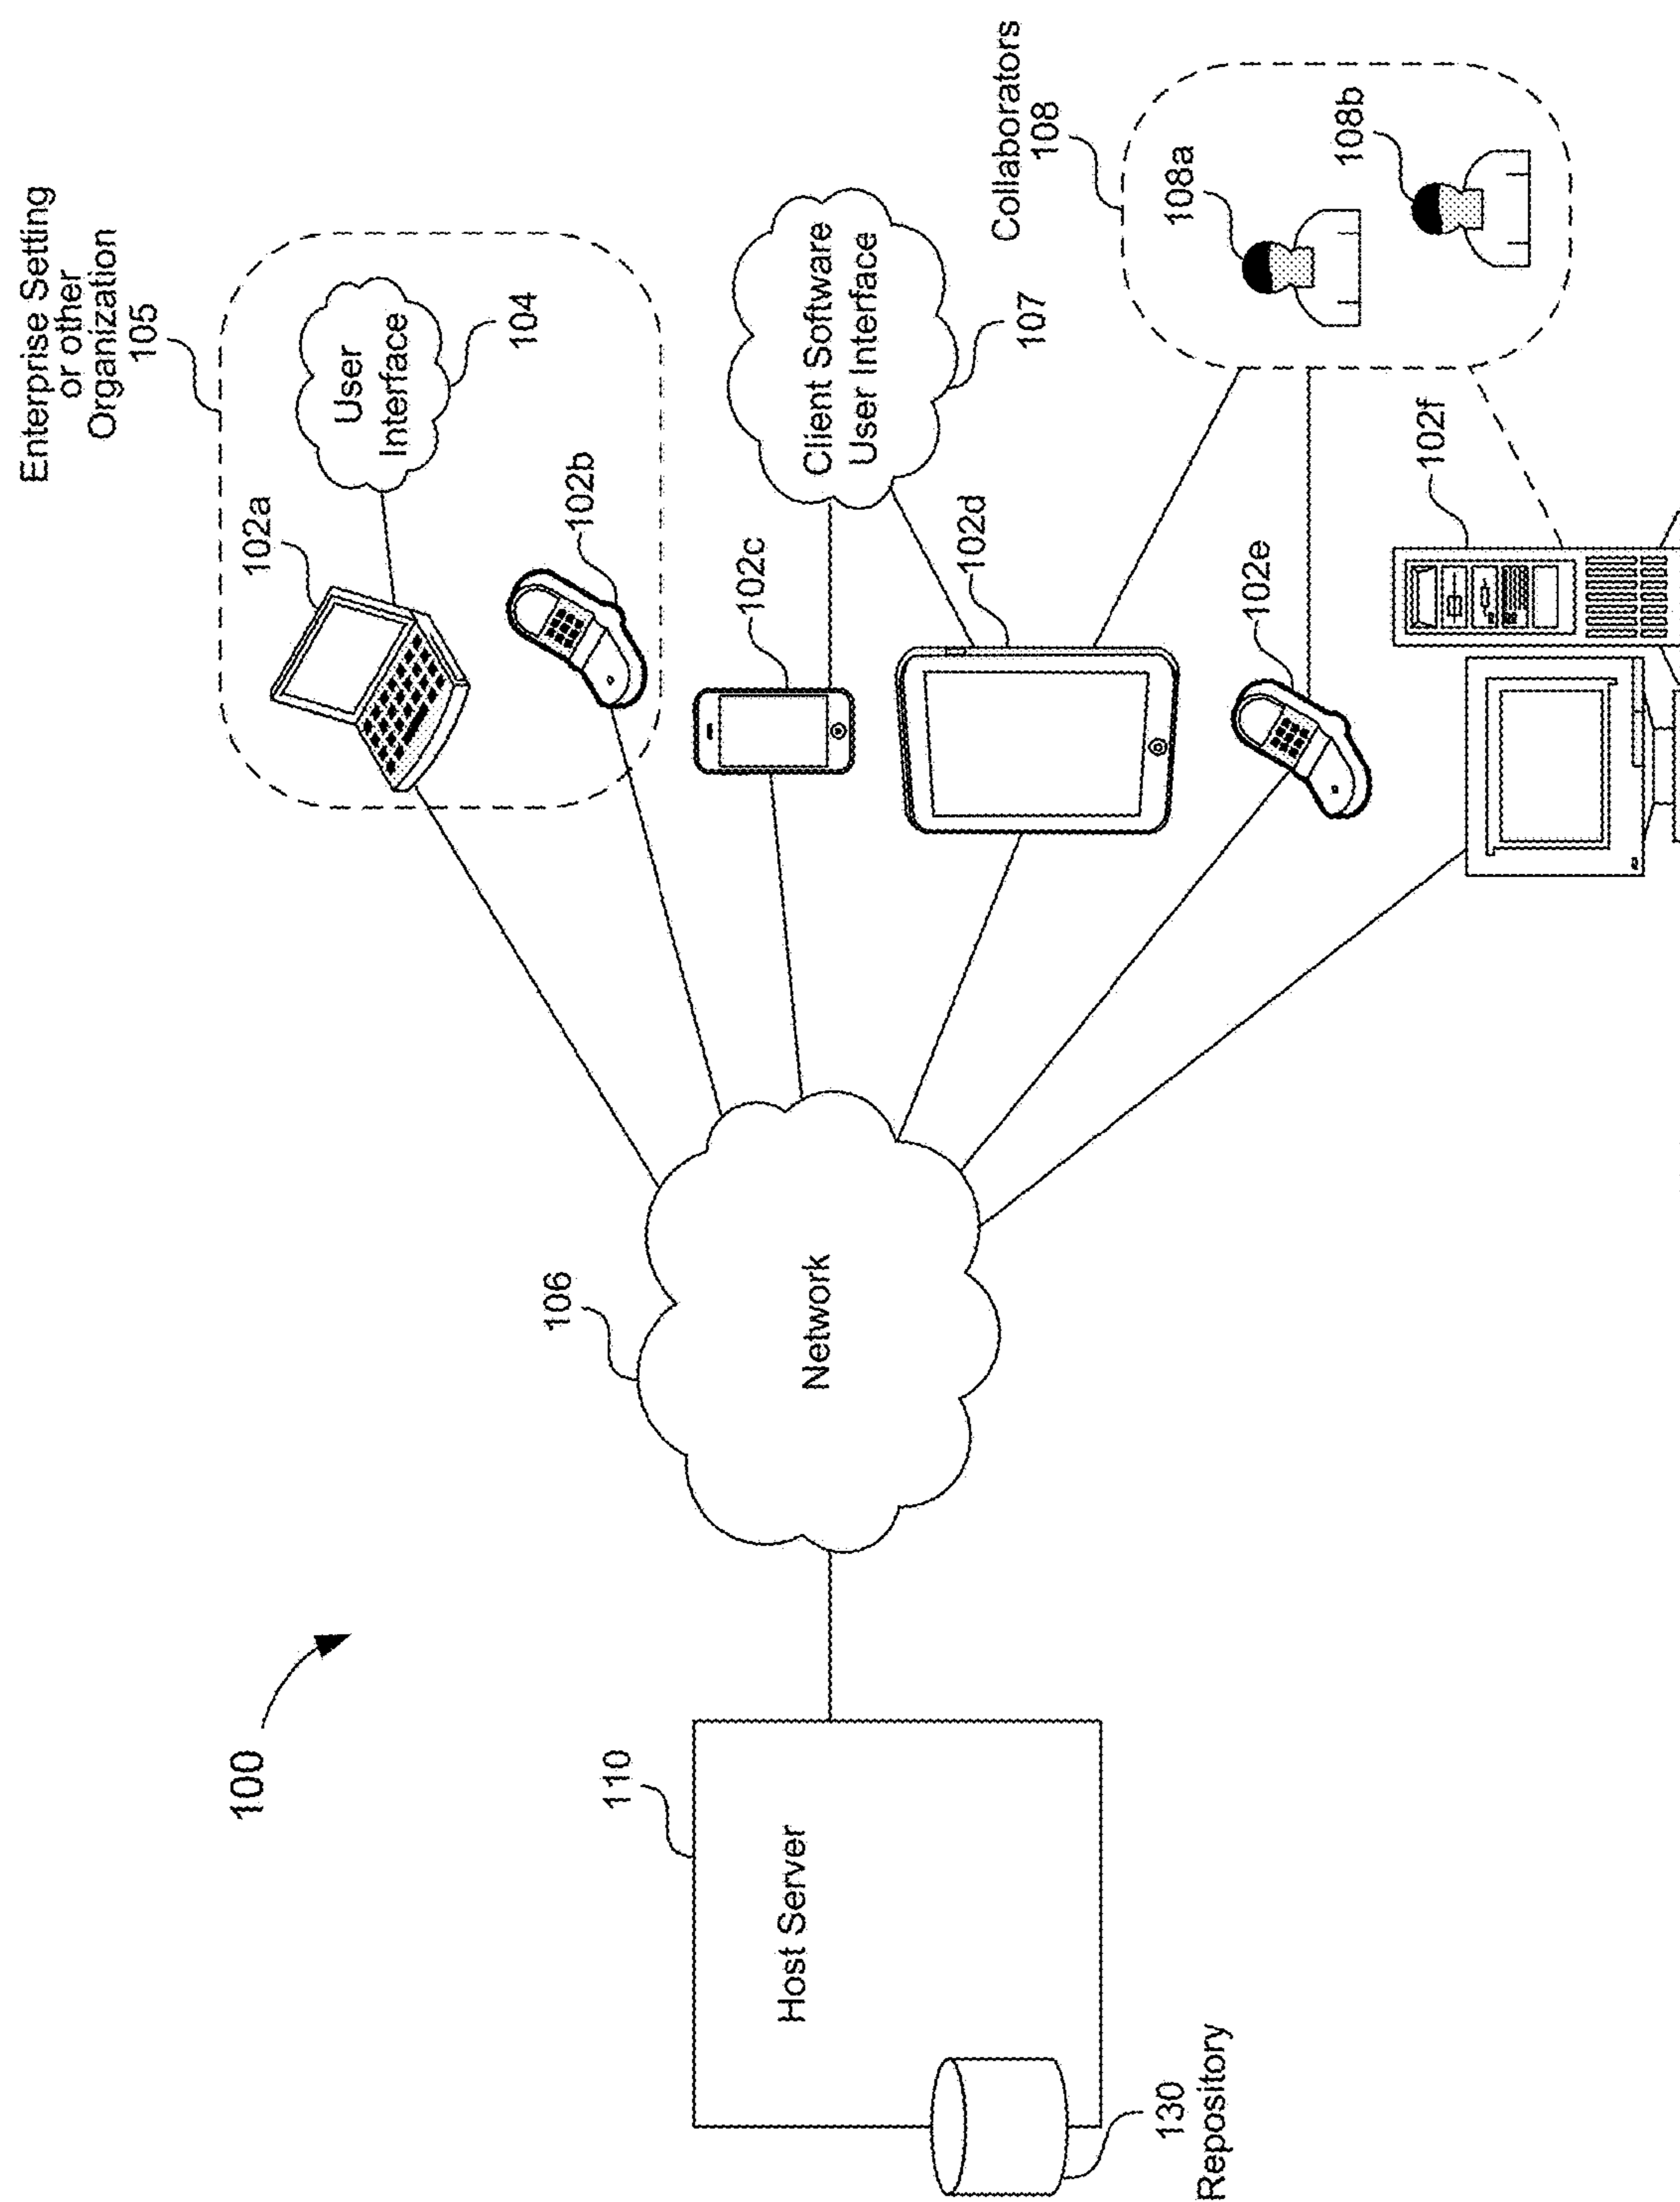 100
110
Host Server
130
Repository
106
Network
Enterprise Setting
or other
Organization
105
102a
User
Interface
104
102b
102c
Client Software
User Interface
107
102d
Collaborators
108
108a
108b
102e
102f